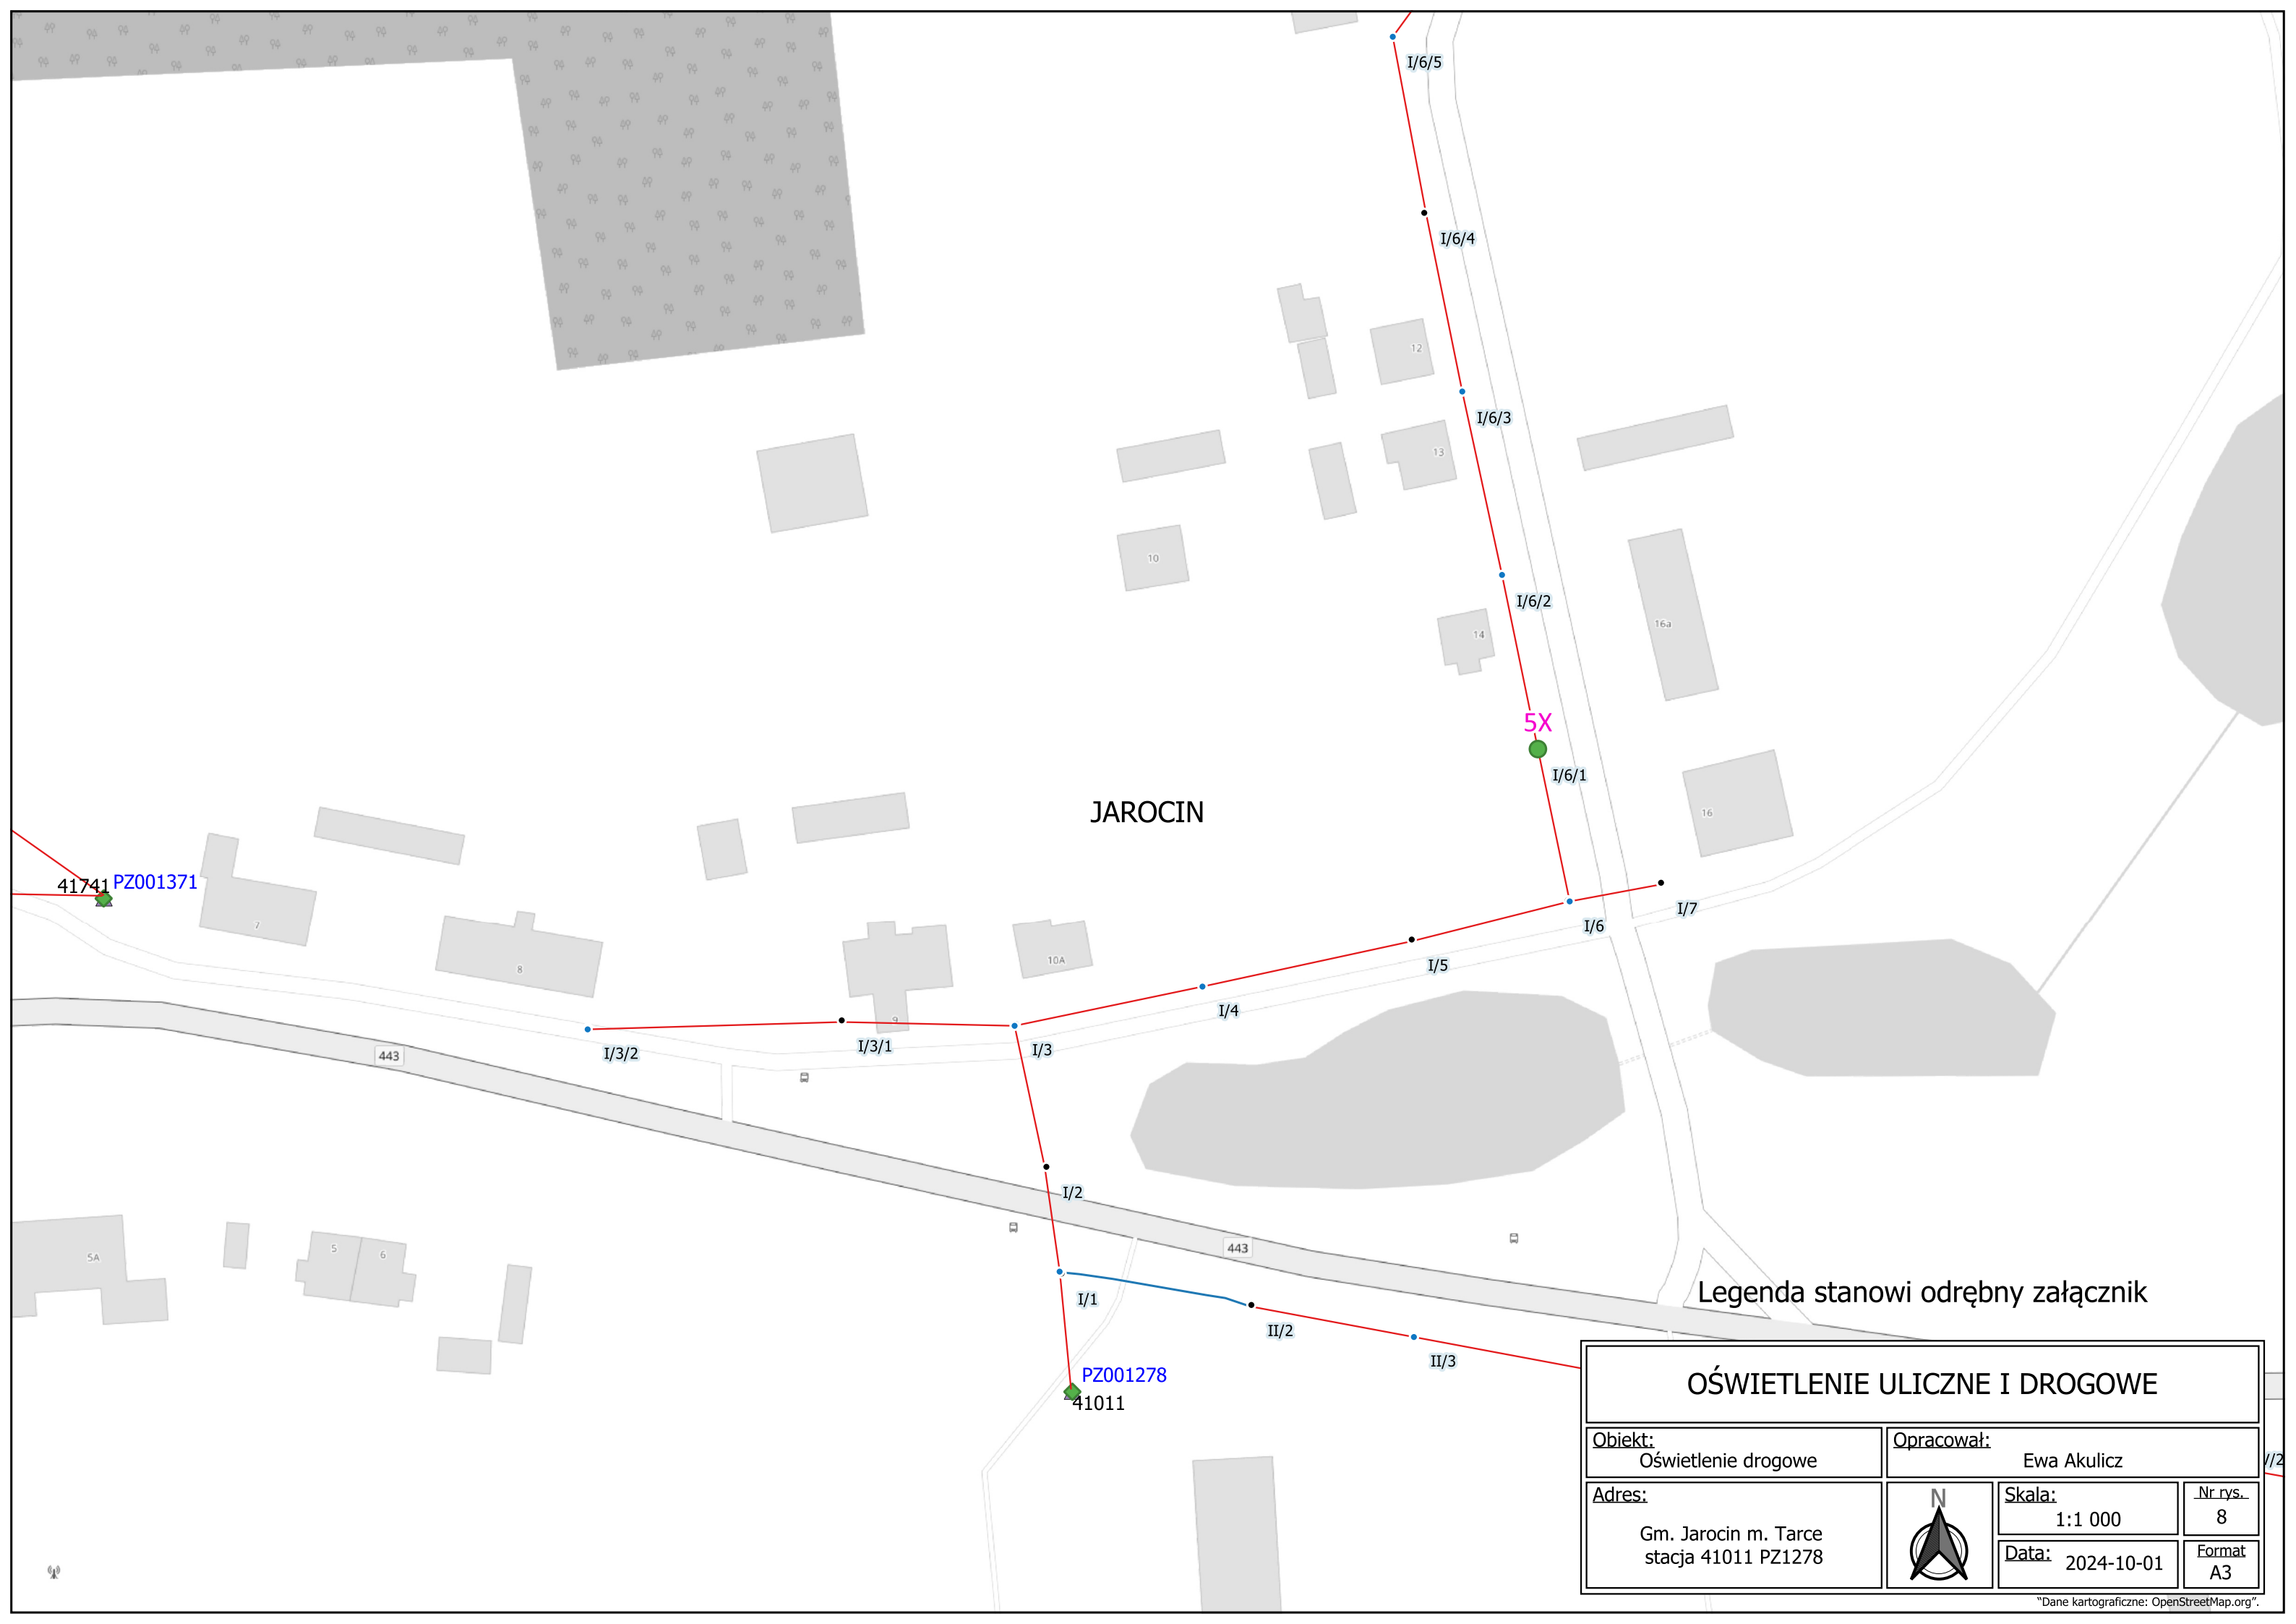 I/6/5
I/6/4
12
I/6/3
13
10
I/6/2
16a
14
5X
I/6/1
JAROCIN
16
41741 PZ001371
7
I/7
I/6
8
10A
I/5
I/4
9
I/3/2
I/3/1
I/3
443
I/2
443
5A
5
6
I/1
Legenda stanowi odrębny załącznik
II/2
II/3
PZ001278
41011
OŚWIETLENIE ULICZNE I DROGOWE
Obiekt:
Oświetlenie drogowe
Opracował:
Ewa Akulicz
Adres:
Gm. Jarocin m. Tarce
stacja 41011 PZ1278
N
Skala:
1:1 000
Nr rys.
8
Data: 2024-10-01
Format
A3
"Dane kartograficzne: OpenStreetMap.org".